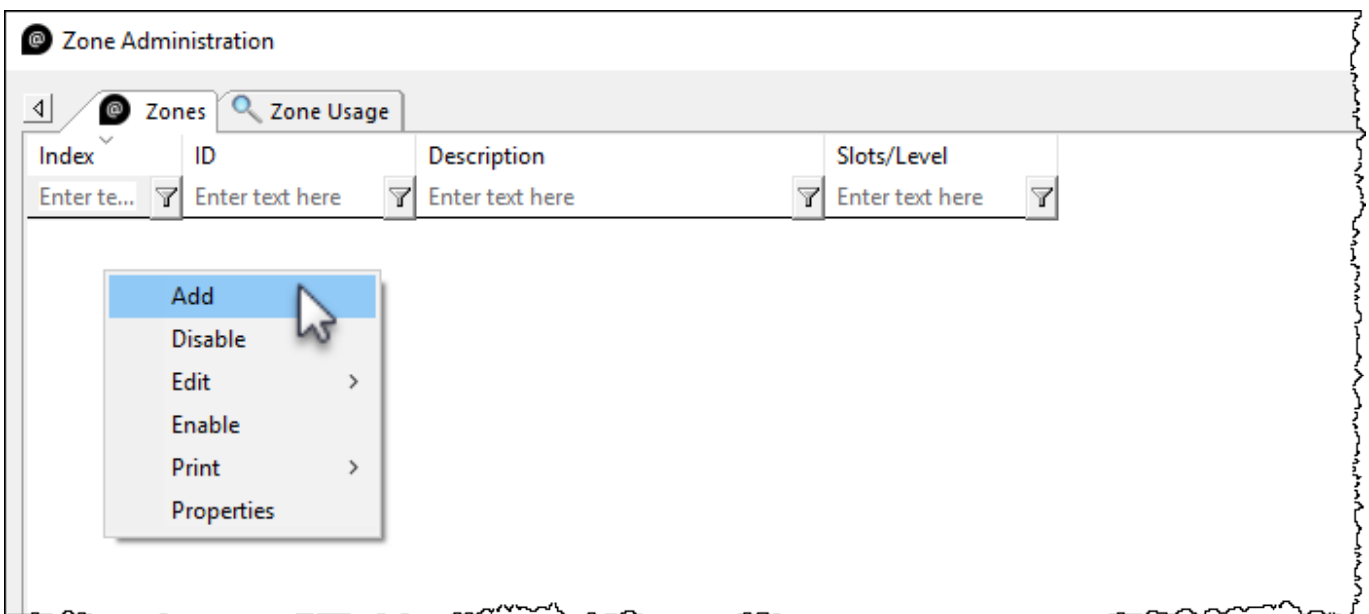 Zone Administration
Zones Zone Usage
Index ID Description Slots/Level
Enter te... Enter text here Enter text here Enter text here
Add
Disable
Edit
Enable
Print
Properties